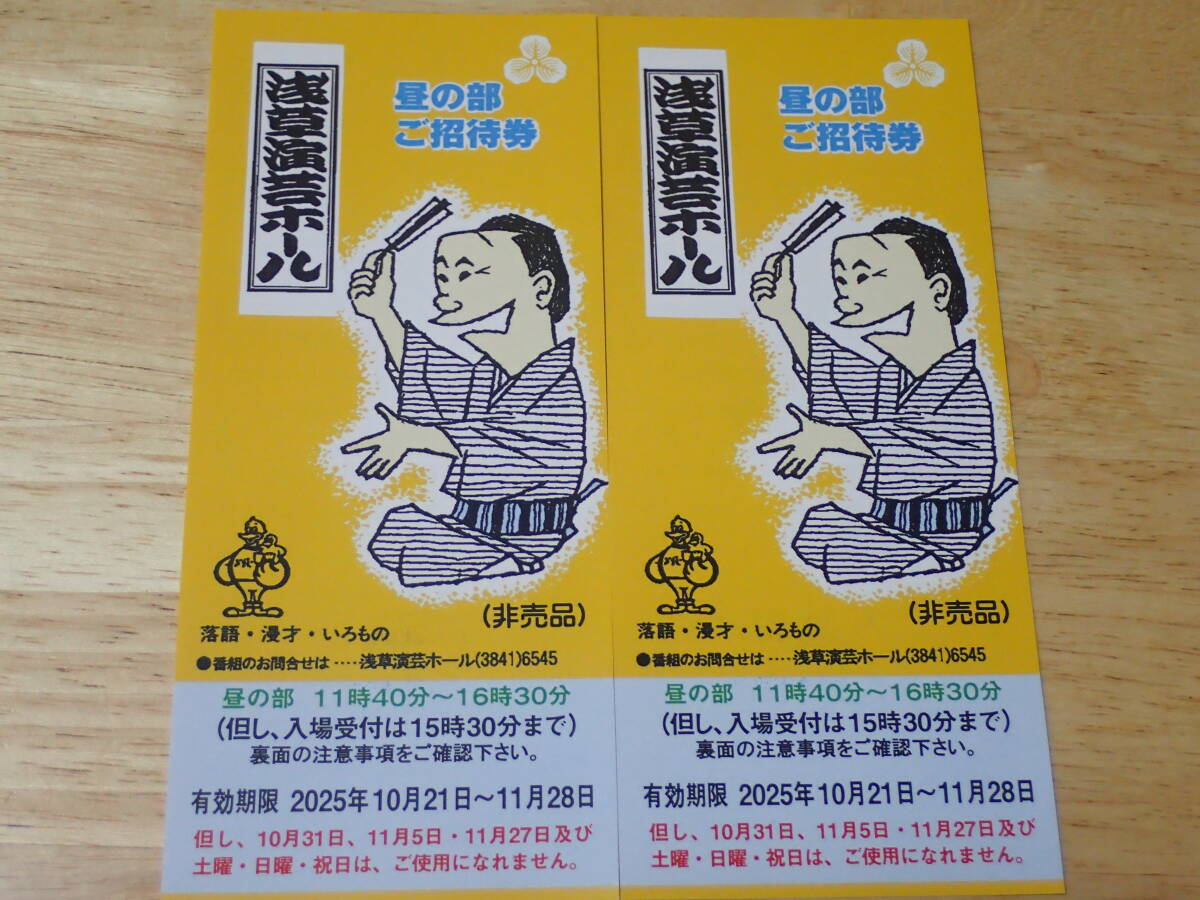 浅草演芸ホール
昼の部
ご招待券
(非売品)
落語・漫才・いろもの
●番組のお問合せは ‥‥浅草演芸ホール(3841)6545
昼の部 11時40分〜16時30分
(但し、入場受付は15時30分まで)
裏面の注意事項をご確認下さい。
有効期限 2025年10月21日〜11月28日
但し、10月31日、11月5日・11月27日及び
土曜・日曜・祝日は、ご使用になれません。
浅草演芸ホール
昼の部
ご招待券
(非売品)
落語・漫才・いろもの
●番組のお問合せは ‥‥浅草演芸ホール(3841)6545
昼の部 11時40分〜16時30分
(但し、入場受付は15時30分まで)
裏面の注意事項をご確認下さい。
有効期限 2025年10月21日〜11月28日
但し、10月31日、11月5日・11月27日及び
土曜・日曜・祝日は、ご使用になれません。